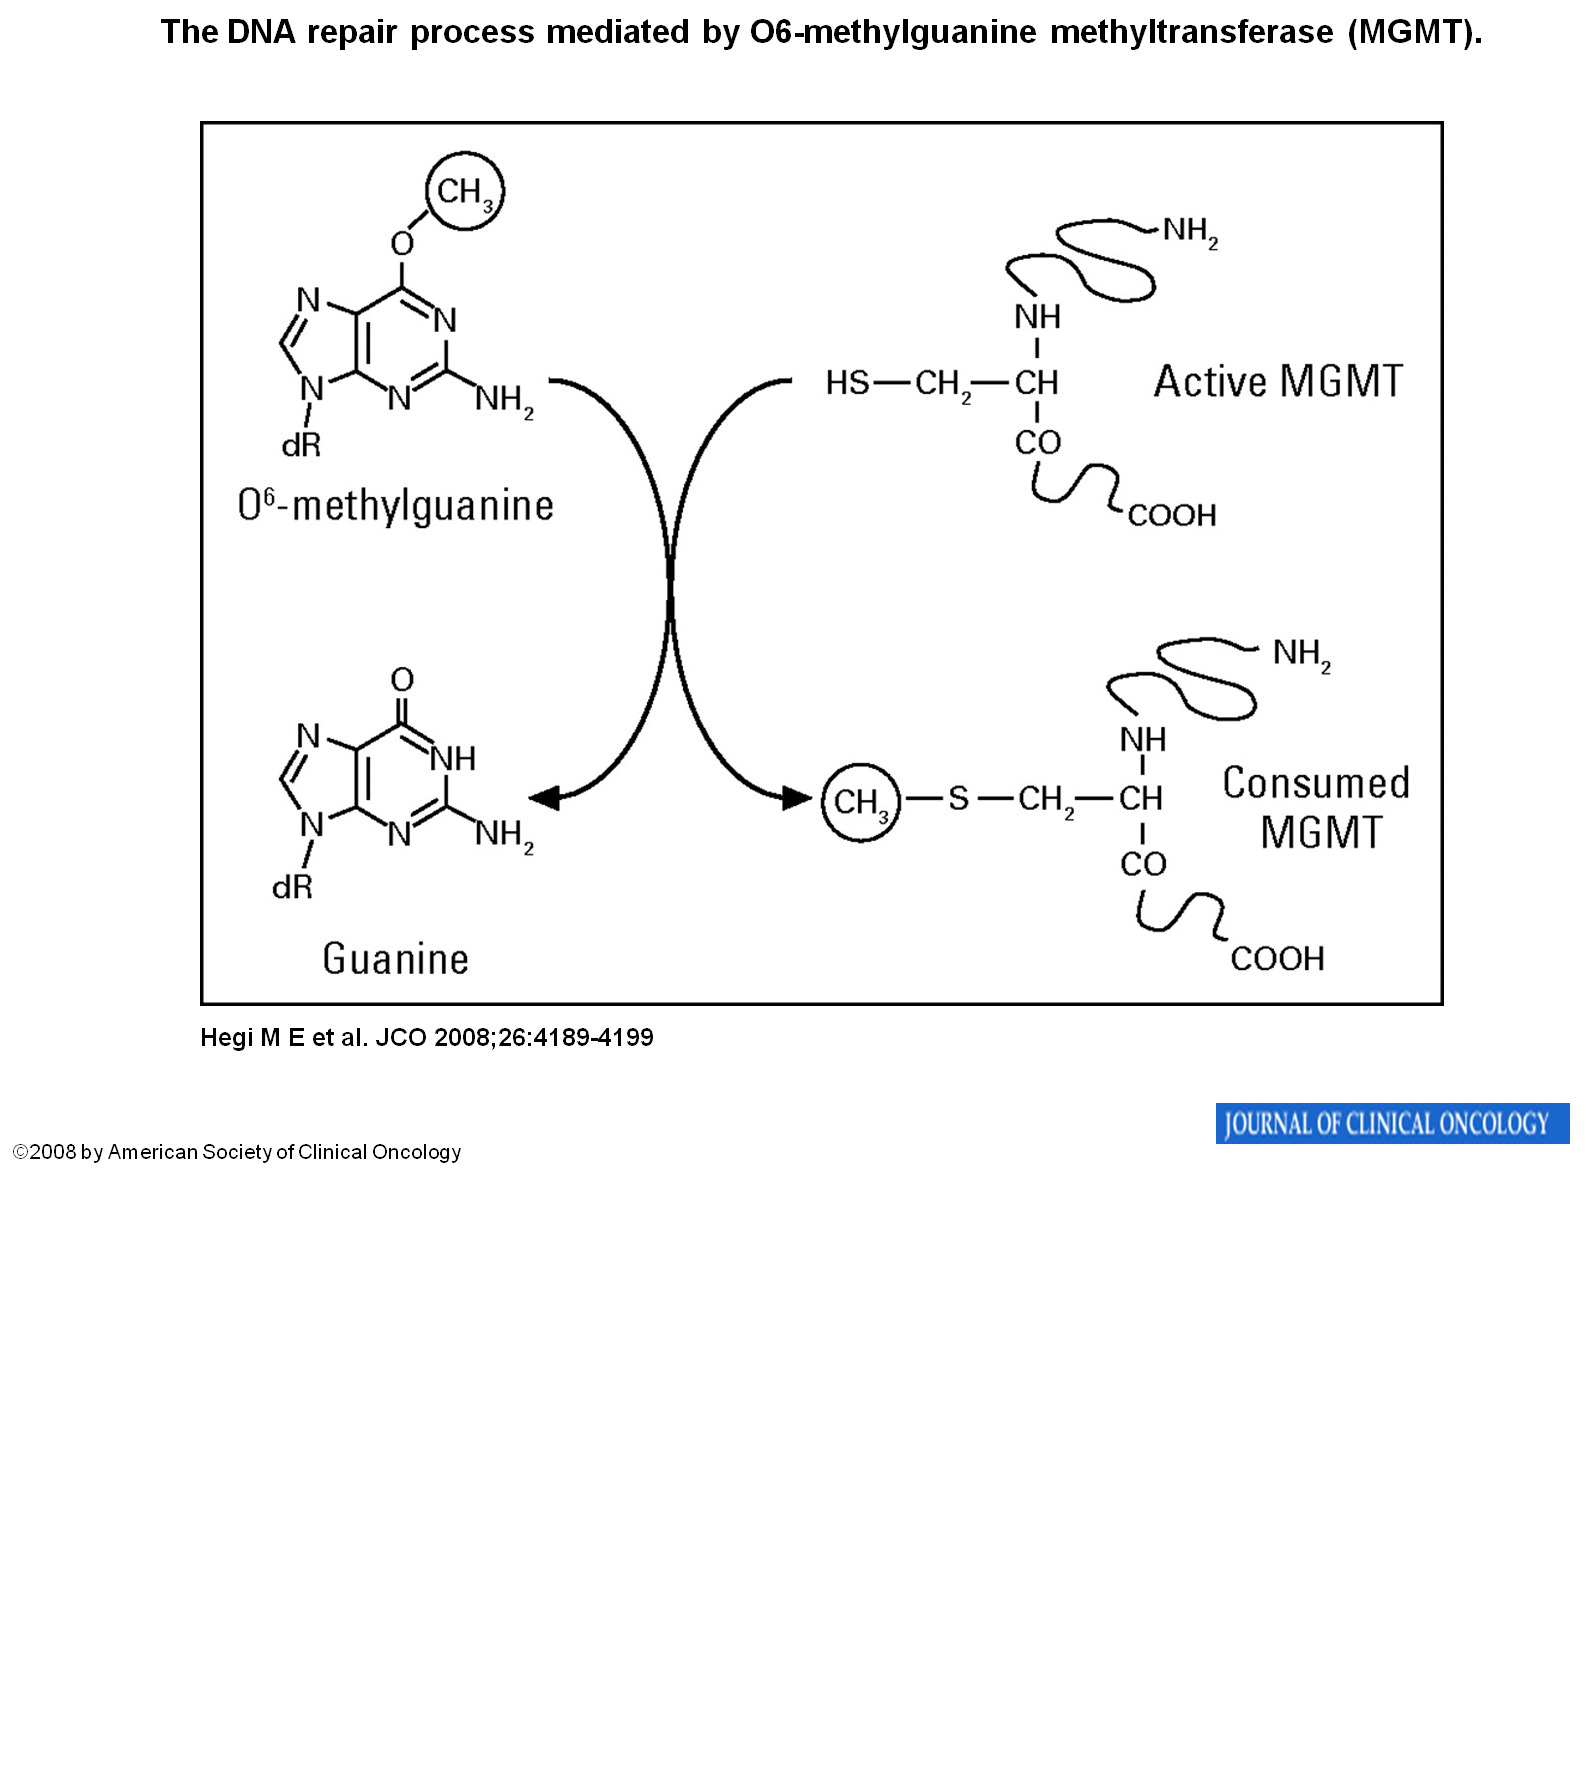 The DNA repair process mediated by O6-methylguanine methyltransferase (MGMT).
CH₃
O
N
N
N
N
NH₂
dR
O⁶-methylguanine
NH₂
NH
HS—CH₂—CH
CO
COOH
Active MGMT
O
N
NH
N
N
NH₂
dR
Guanine
NH₂
NH
CH₃—S—CH₂—CH
CO
COOH
Consumed
MGMT
Hegi M E et al. JCO 2008;26:4189-4199
JOURNAL OF CLINICAL ONCOLOGY
©2008 by American Society of Clinical Oncology